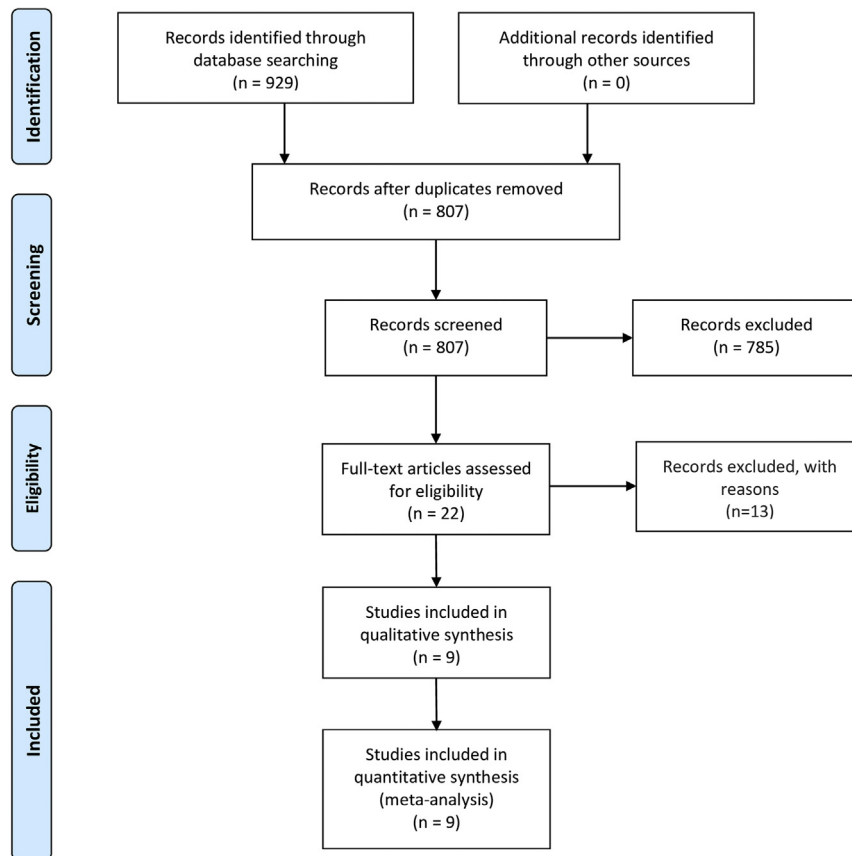 Identification
Records identified through
database searching
(n = 929)
Additional records identified
through other sources
(n = 0)
Records after duplicates removed
(n = 807)
Screening
Records screened
(n = 807)
Records excluded
(n = 785)
Eligibility
Full-text articles assessed
for eligibility
(n = 22)
Records excluded, with
reasons
(n=13)
Included
Studies included in
qualitative synthesis
(n = 9)
Studies included in
quantitative synthesis
(meta-analysis)
(n = 9)